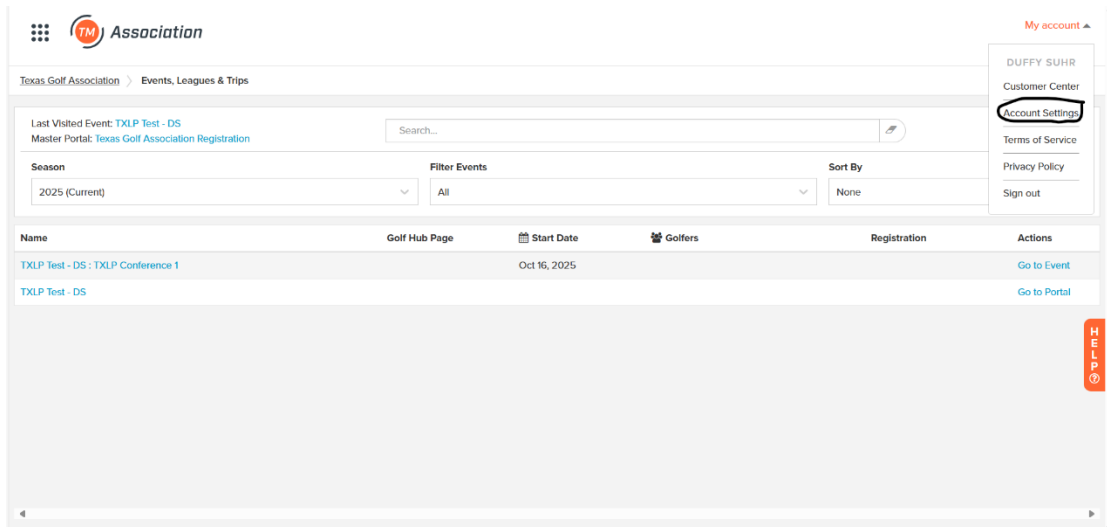 TM Association
My account
DUFFY SUHR
Customer Center
Account Settings
Terms of Service
Privacy Policy
Sign out
Texas Golf Association
Events, Leagues & Trips
Last Visited Event: TXLP Test - DS
Master Portal: Texas Golf Association Registration
Search...
Season Filter Events Sort By
2025 (Current) All None
Name Golf Hub Page Start Date Golfers Registration Actions
TXLP Test - DS : TXLP Conference 1 Oct 16, 2025 Go to Event
TXLP Test - DS Go to Portal
HELP